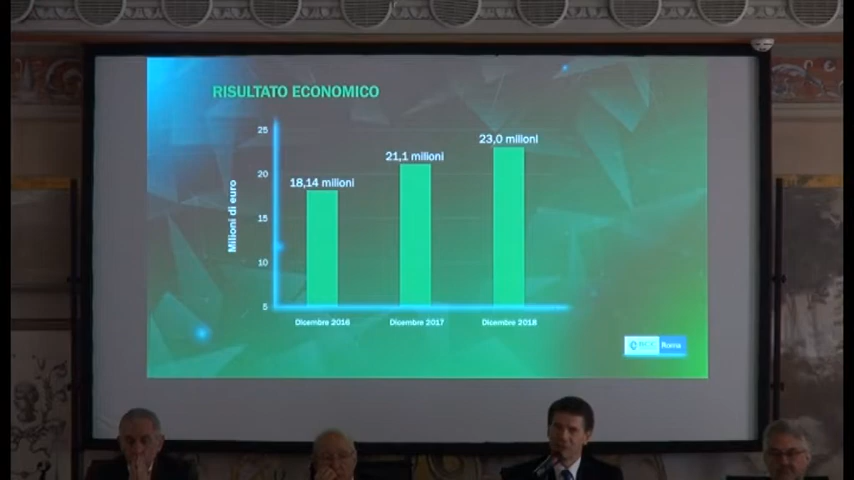 RISULTATO ECONOMICO
Milioni di euro
25
20
15
10
5
18,14 milioni
21,1 milioni
23,0 milioni
Dicembre 2016
Dicembre 2017
Dicembre 2018
Roma